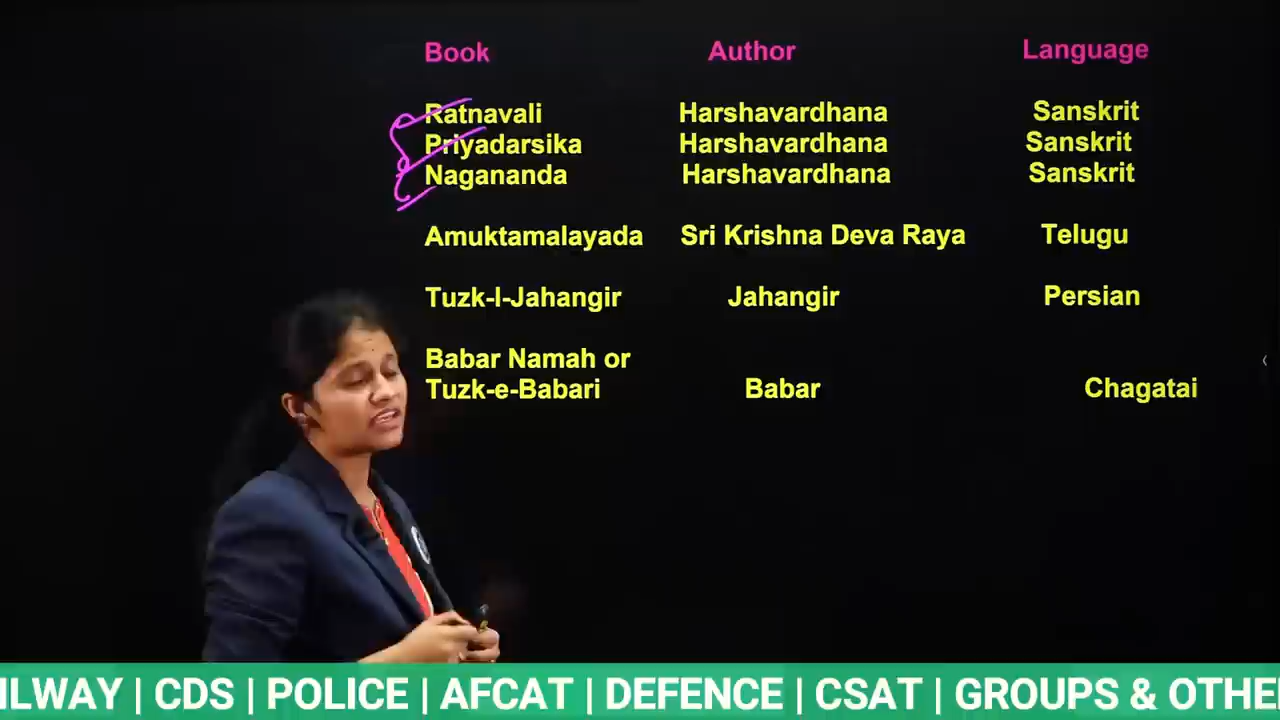 Book Author Language
Ratnavali Harshavardhana Sanskrit
Priyadarsika Harshavardhana Sanskrit
Nagananda Harshavardhana Sanskrit
Amuktamalayada Sri Krishna Deva Raya Telugu
Tuzk-I-Jahangir Jahangir Persian
Babar Namah or
Tuzk-e-Babari Babar Chagatai
ILWAY | CDS | POLICE | AFCAT | DEFENCE | CSAT | GROUPS & OTHE